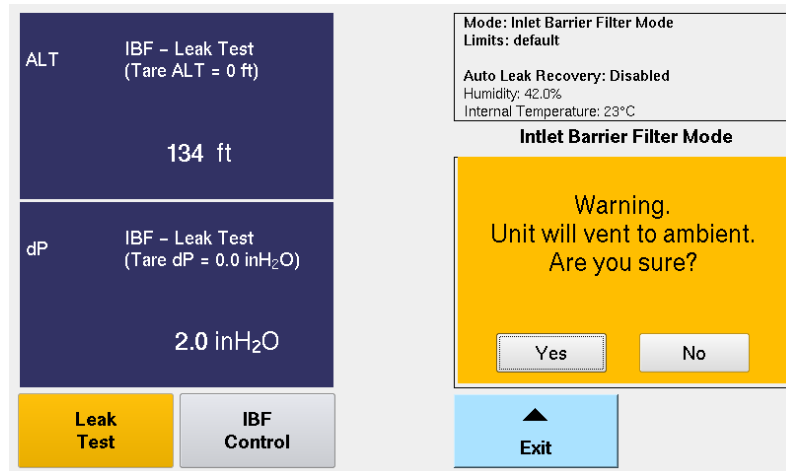 ALT
IBF – Leak Test
(Tare ALT = 0 ft)
134 ft
dP
IBF – Leak Test
(Tare dP = 0.0 inH₂O)
2.0 inH₂O
Leak
Test
IBF
Control
Mode: Inlet Barrier Filter Mode
Limits: default
Auto Leak Recovery: Disabled
Humidity: 42.0%
Internal Temperature: 23°C
Intlet Barrier Filter Mode
Warning.
Unit will vent to ambient.
Are you sure?
Yes
No
Exit